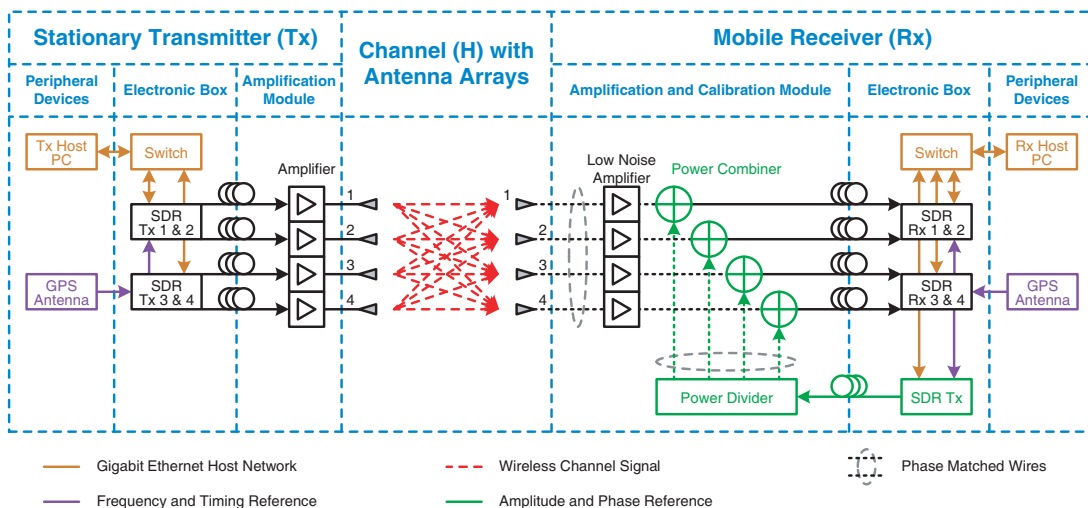 Stationary Transmitter (Tx)
Channel (H) with
Antenna Arrays
Mobile Receiver (Rx)
Peripheral
Devices
Electronic Box
Amplification
Module
Amplification and Calibration Module
Electronic Box
Peripheral
Devices
Tx Host
PC
Switch
Amplifier
Low Noise
Amplifier
Power Combiner
Switch
Rx Host
PC
SDR
Tx 1 & 2
1
1
SDR
Rx 1 & 2
2
2
GPS
Antenna
SDR
Tx 3 & 4
3
3
SDR
Rx 3 & 4
GPS
Antenna
4
4
Power Divider
SDR Tx
Gigabit Ethernet Host Network
Wireless Channel Signal
Phase Matched Wires
Frequency and Timing Reference
Amplitude and Phase Reference